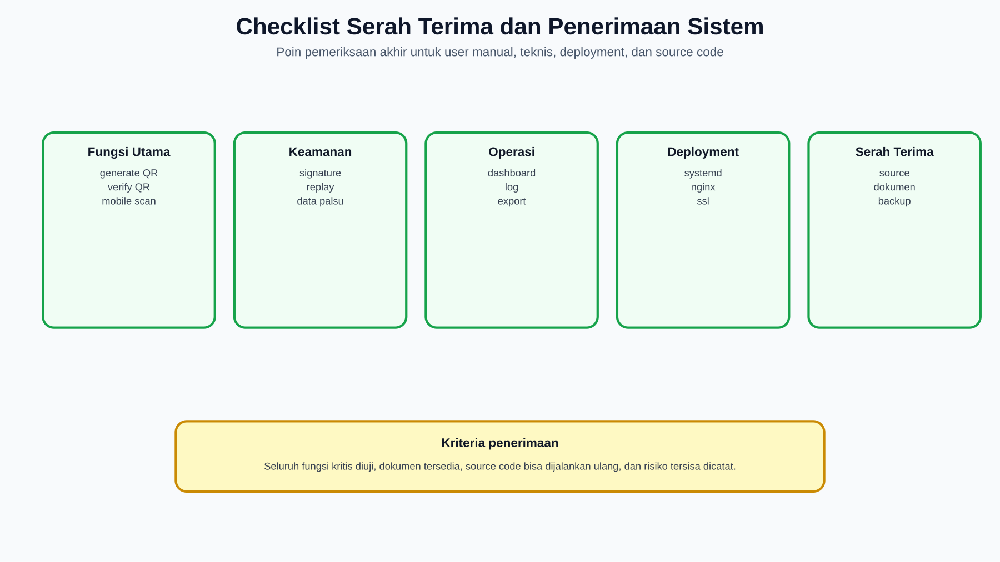 Checklist Serah Terima dan Penerimaan Sistem
Poin pemeriksaan akhir untuk user manual, teknis, deployment, dan source code
Fungsi Utama
generate QR
verify QR
mobile scan
Keamanan
signature
replay
data palsu
Operasi
dashboard
log
export
Deployment
systemd
nginx
ssl
Serah Terima
source
dokumen
backup
Kriteria penerimaan
Seluruh fungsi kritis diuji, dokumen tersedia, source code bisa dijalankan ulang, dan risiko tersisa dicatat.